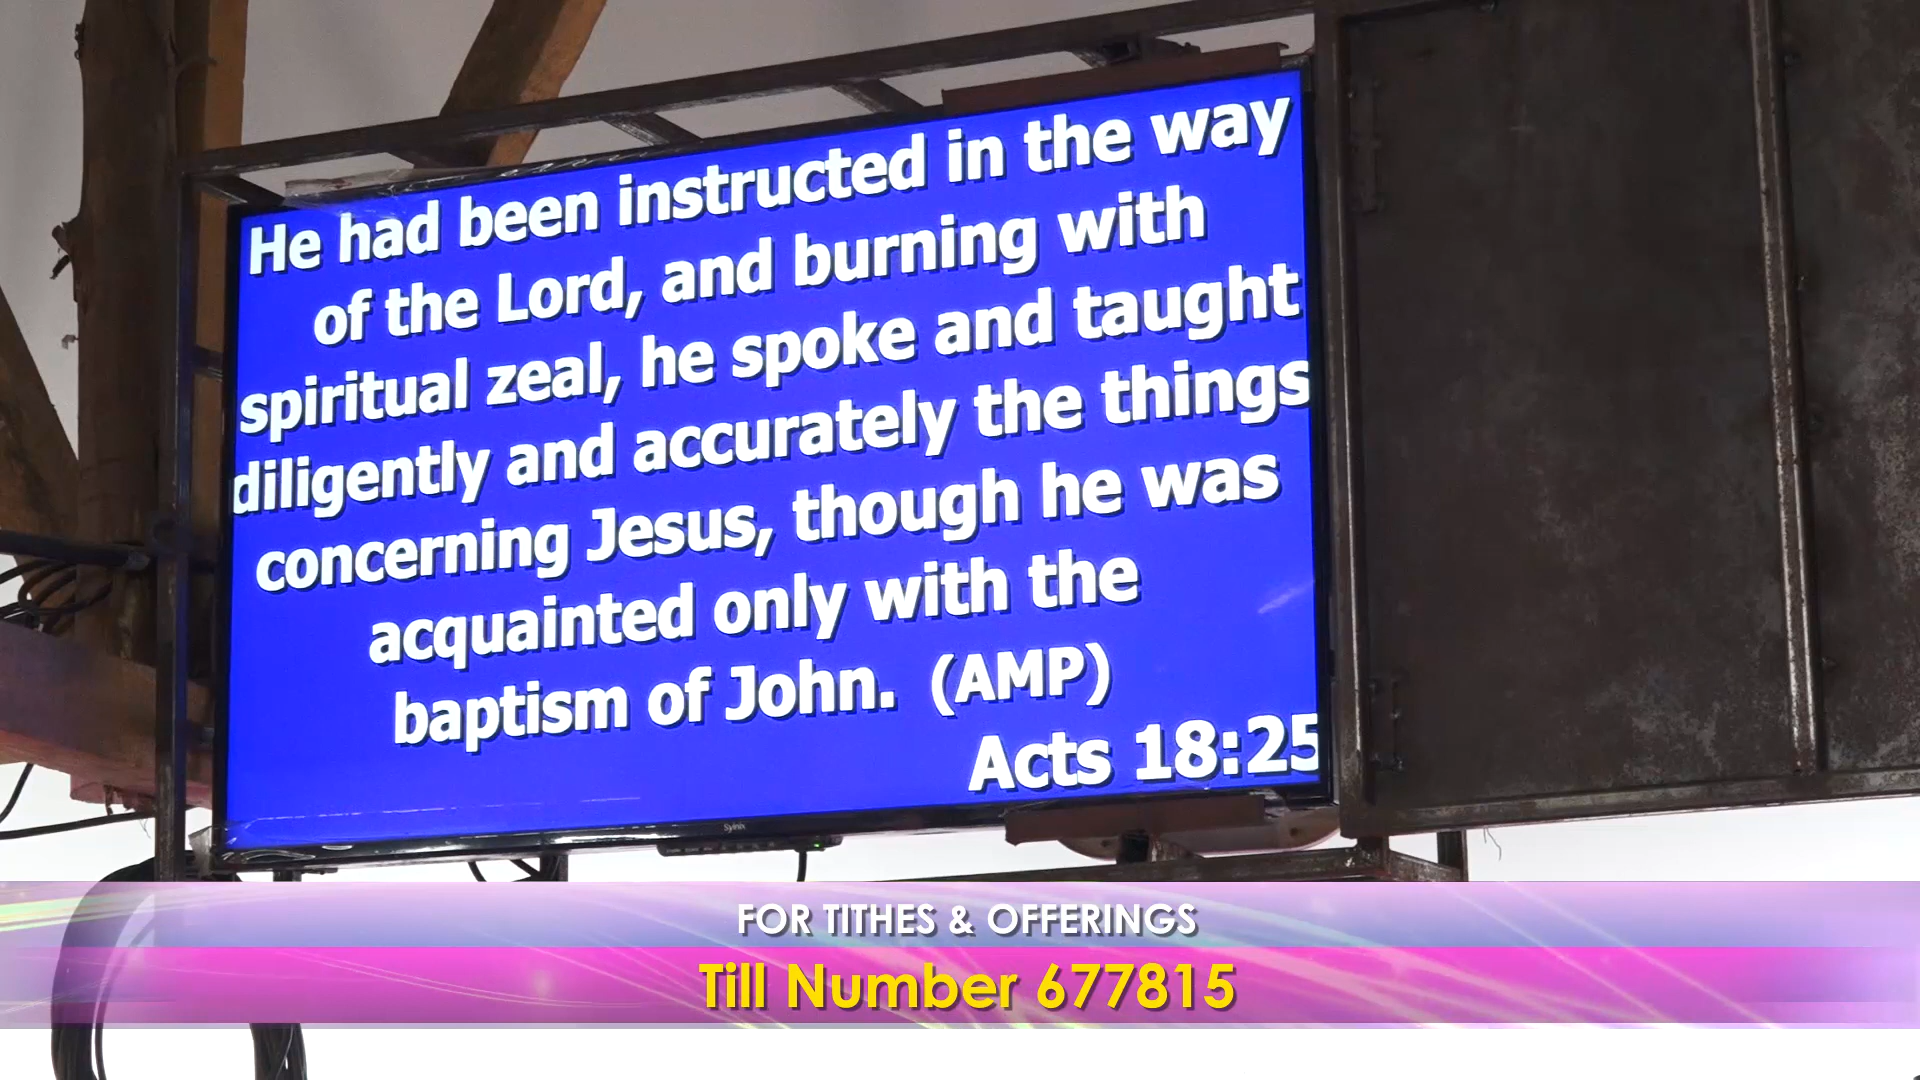 He had been instructed in the way
of the Lord, and burning with
spiritual zeal, he spoke and taught
diligently and accurately the things
concerning Jesus, though he was
acquainted only with the
baptism of John. (AMP)
Acts 18:25
Synix
FOR TITHES & OFFERINGS
Till Number 677815